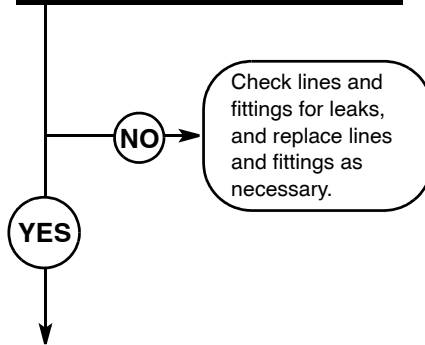 Check lines and
fittings for leaks,
and replace lines
and fittings as
necessary.
NO
YES